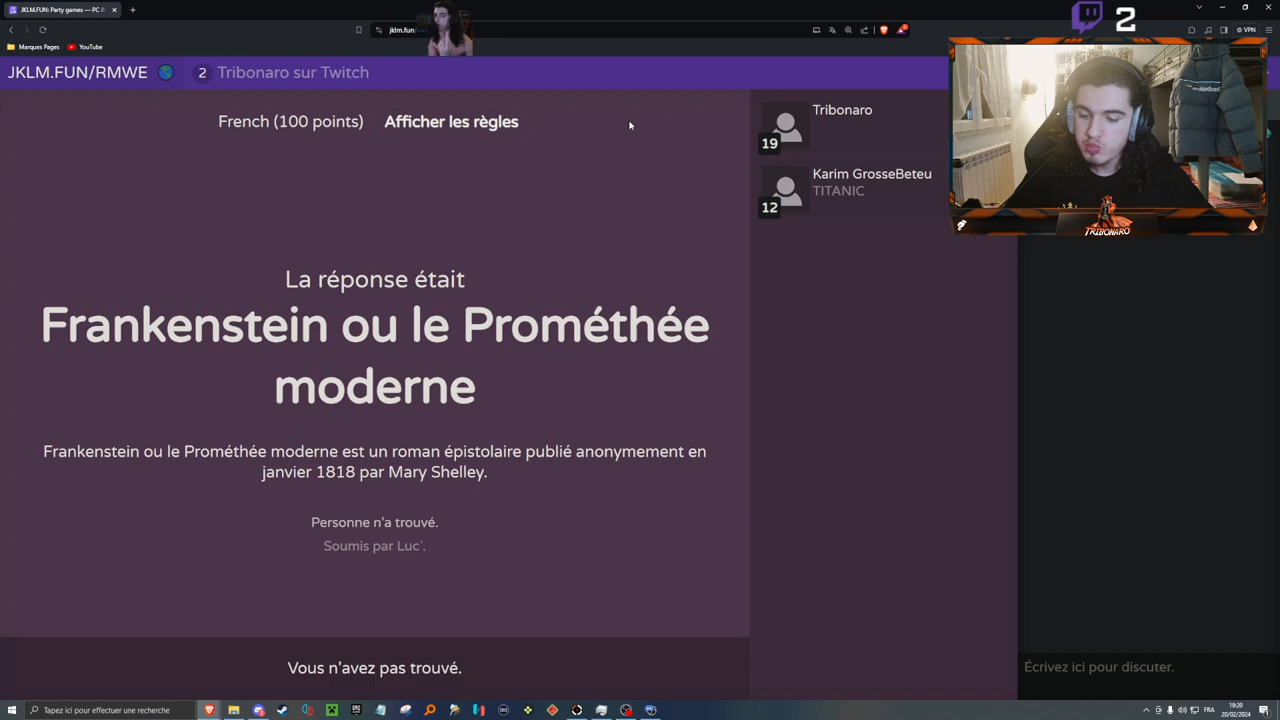 JKLM.FUN: Party games — PC &
jklm.fun/
VPN
2
Marques Pages
YouTube
JKLM.FUN/RMWE
2
Tribonaro sur Twitch
French (100 points)
Afficher les règles
Tribonaro
19
Karim GrosseBeteu
TITANIC
12
TRIBONARO
La réponse était
Frankenstein ou le Prométhée
moderne
Frankenstein ou le Prométhée moderne est un roman épistolaire publié anonymement en
janvier 1818 par Mary Shelley.
Personne n'a trouvé.
Soumis par Luc`.
Vous n'avez pas trouvé.
Écrivez ici pour discuter.
Tapez ici pour effectuer une recherche
FRA
19:20
20/02/2024